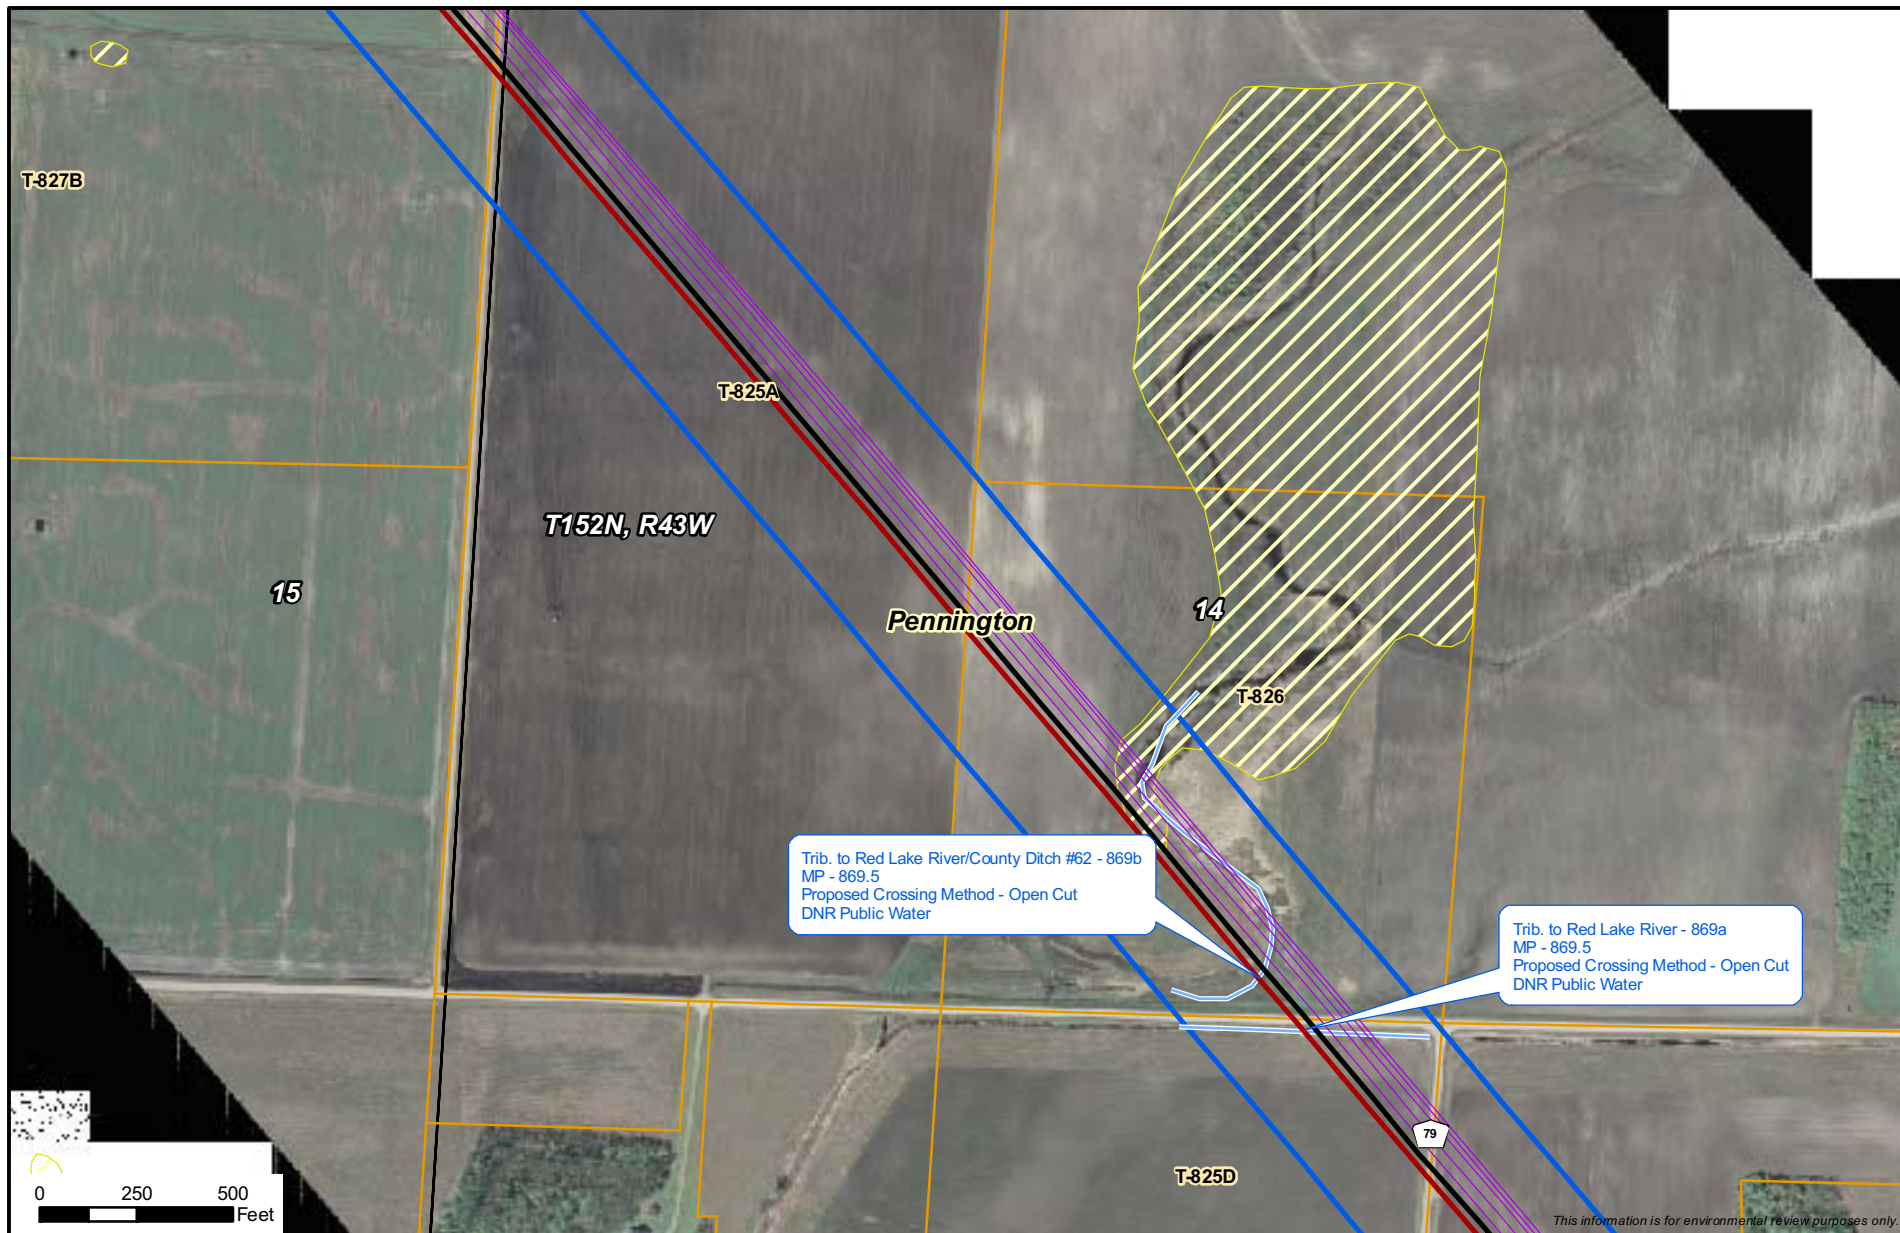 T-827B
T-825A
T152N, R43W
15
14
Pennington
T-826
Trib. to Red Lake River/County Ditch #62 - 869b
MP - 869.5
Proposed Crossing Method - Open Cut
DNR Public Water
Trib. to Red Lake River - 869a
MP - 869.5
Proposed Crossing Method - Open Cut
DNR Public Water
79
T-825D
0 250 500
Feet
This information is for environmental review purposes only.